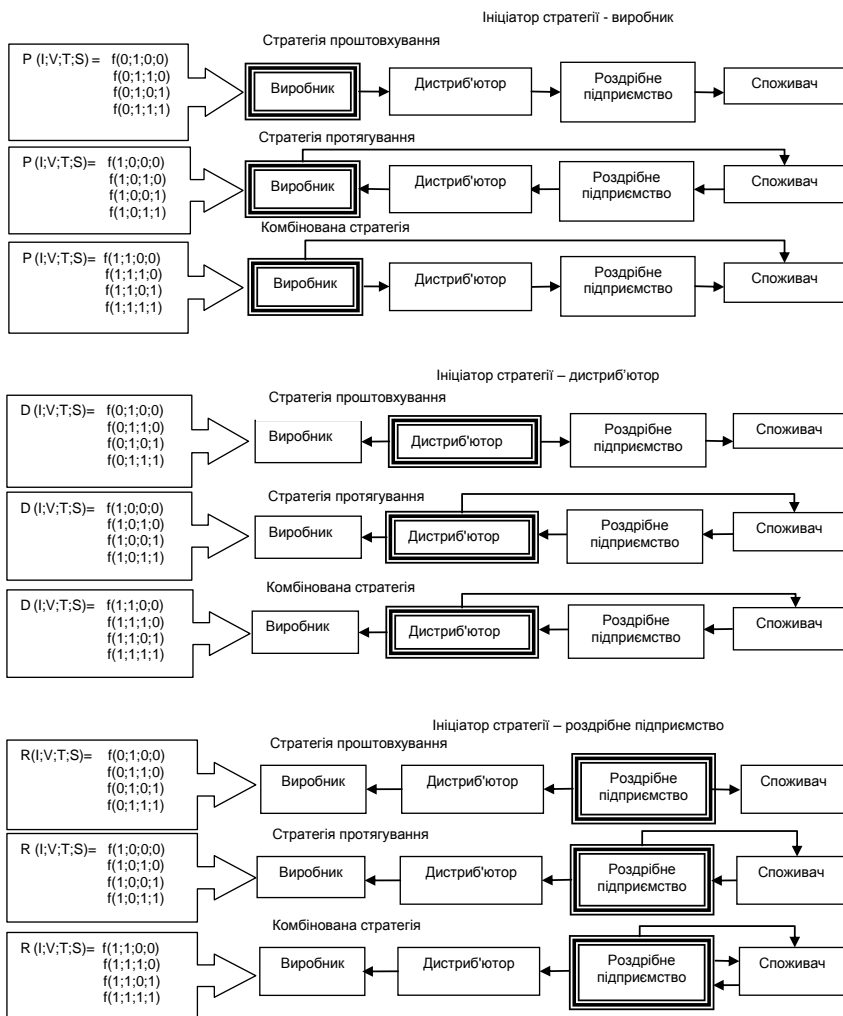 Ініціатор стратегії - виробник
Стратегія проштовхування
P (I;V;T;S) = f(0;1;0;0)
f(0;1;1;0)
f(0;1;0;1)
f(0;1;1;1)
Виробник
Дистриб'ютор
Роздрібне
підприємство
Споживач
Стратегія протягування
P (I;V;T;S)= f(1;0;0;0)
f(1;0;1;0)
f(1;0;0;1)
f(1;0;1;1)
Виробник
Дистриб'ютор
Роздрібне
підприємство
Споживач
Комбінована стратегія
P (I;V;T;S)= f(1;1;0;0)
f(1;1;1;0)
f(1;1;0;1)
f(1;1;1;1)
Виробник
Дистриб'ютор
Роздрібне
підприємство
Споживач
Ініціатор стратегії – дистриб'ютор
Стратегія проштовхування
D (I;V;T;S)= f(0;1;0;0)
f(0;1;1;0)
f(0;1;0;1)
f(0;1;1;1)
Виробник
Дистриб'ютор
Роздрібне
підприємство
Споживач
Стратегія протягування
D (I;V;T;S)= f(1;0;0;0)
f(1;0;1;0)
f(1;0;0;1)
f(1;0;1;1)
Виробник
Дистриб'ютор
Роздрібне
підприємство
Споживач
Комбінована стратегія
D (I;V;T;S)= f(1;1;0;0)
f(1;1;1;0)
f(1;1;0;1)
f(1;1;1;1)
Виробник
Дистриб'ютор
Роздрібне
підприємство
Споживач
Ініціатор стратегії – роздрібне підприємство
Стратегія проштовхування
R(I;V;T;S)= f(0;1;0;0)
f(0;1;1;0)
f(0;1;0;1)
f(0;1;1;1)
Виробник
Дистриб'ютор
Роздрібне
підприємство
Споживач
Стратегія протягування
R (I;V;T;S)= f(1;0;0;0)
f(1;0;1;0)
f(1;0;0;1)
f(1;0;1;1)
Виробник
Дистриб'ютор
Роздрібне
підприємство
Споживач
Комбінована стратегія
R (I;V;T;S)= f(1;1;0;0)
f(1;1;1;0)
f(1;1;0;1)
f(1;1;1;1)
Виробник
Дистриб'ютор
Роздрібне
підприємство
Споживач